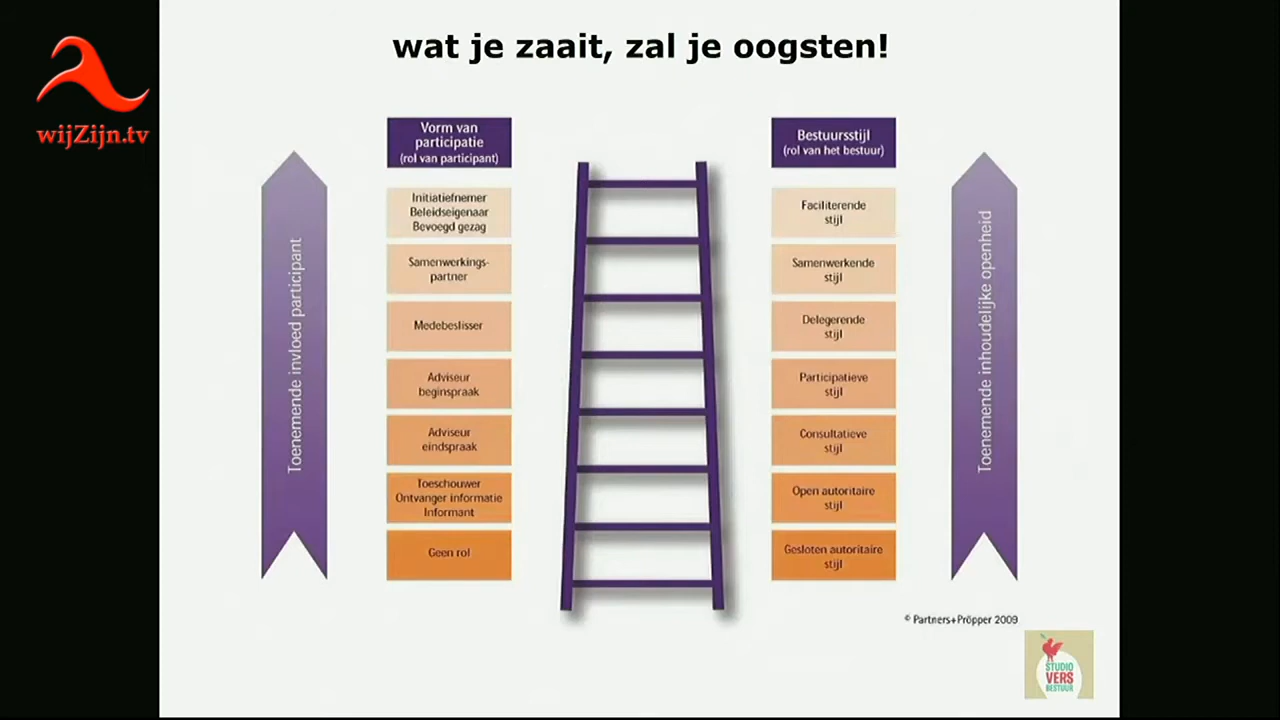 wat je zaait, zal je oogsten!
wijZijn.tv
Toenemende invloed participant
Vorm van
participatie
(rol van participant)
Initiatiefnemer
Beleidseigenaar
Bevoegd gezag
Samenwerkings-
partner
Medebeslisser
Adviseur
beginspraak
Adviseur
eindspraak
Toeschouwer
Ontvanger informatie
Informant
Geen rol
Bestuursstijl
(rol van het bestuur)
Faciliterende
stijl
Samenwerkende
stijl
Delegerende
stijl
Participatieve
stijl
Consultatieve
stijl
Open autoritaire
stijl
Gesloten autoritaire
stijl
Toenemende inhoudelijke openheid
© Partners+Pröpper 2009
STUDIO
VERS
BESTUUR